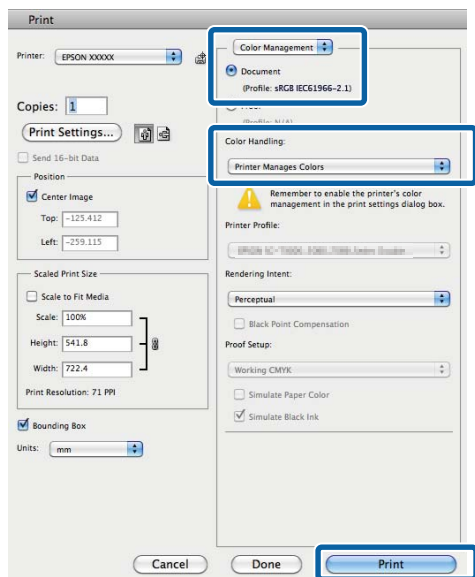 Print
Printer: EPSON XXXXX
Copies: 1
Print Settings...
Send 16-bit Data
Position
Center Image
Top: -125.412
Left: -259.115
Scaled Print Size
Scale to Fit Media
Scale: 100%
Height: 541.8
Width: 722.4
Print Resolution: 71 PPI
Bounding Box
Units: mm
Color Management
Document
(Profile: sRGB IEC61966-2.1)
(Profile: N/A)
Color Handling:
Printer Manages Colors
Remember to enable the printer's color
management in the print settings dialog box.
Printer Profile:
Rendering Intent:
Perceptual
Black Point Compensation
Proof Setup:
Working CMYK
Simulate Paper Color
Simulate Black Ink
Cancel
Done
Print